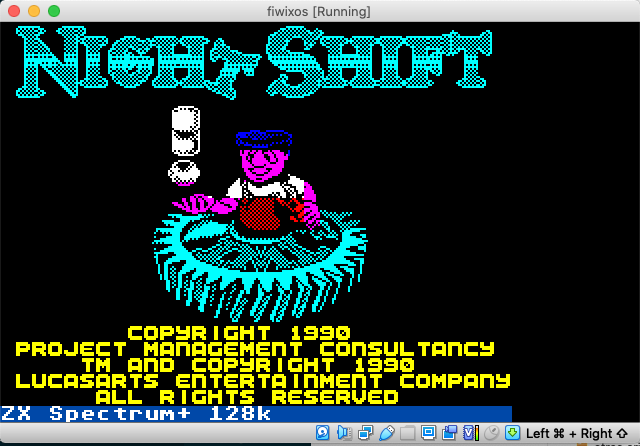 fiwixos [Running]
NIGHT SHIFT
COPYRIGHT 1990
PROJECT MANAGEMENT CONSULTANCY
TM AND COPYRIGHT 1990
LUCASARTS ENTERTAINMENT COMPANY
ALL RIGHTS RESERVED
ZX Spectrum+ 128k
Left ⌘ + Right ⇧